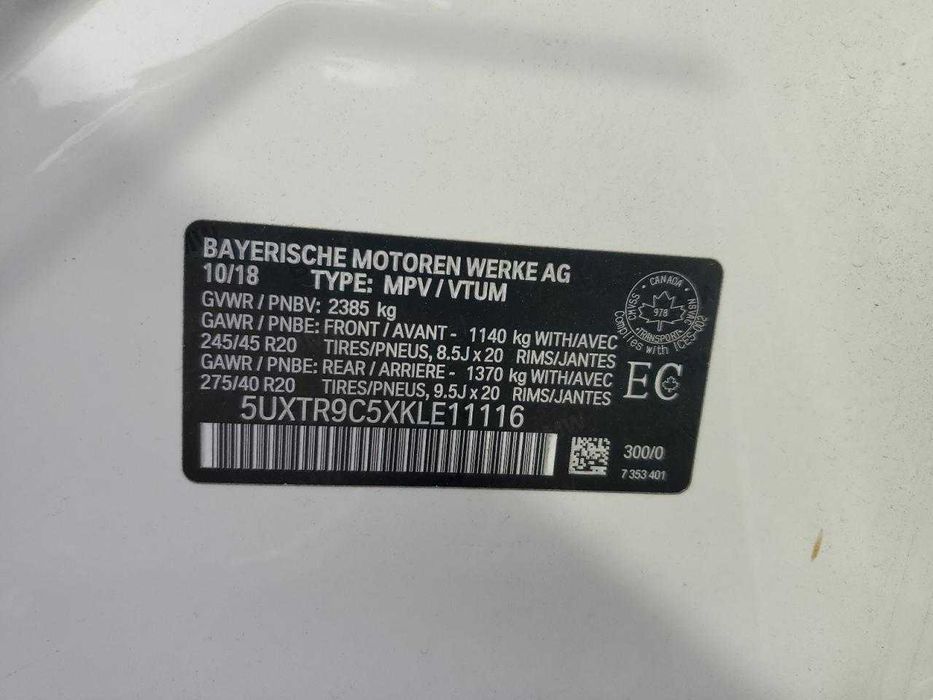 BAYERISCHE MOTOREN WERKE AG
10/18 TYPE: MPV / VTUM
GVWR / PNBV: 2385 kg
GAWR / PNBE: FRONT / AVANT - 1140 kg WITH/AVEC
245/45 R20 TIRES/PNEUS, 8.5J x 20 RIMS/JANTES
GAWR / PNBE: REAR / ARRIERE - 1370 kg WITH/AVEC
275/40 R20 TIRES/PNEUS, 9.5J x 20 RIMS/JANTES
5UXTR9C5XKLE11116
CANADA
978
TRANSPORT
Complies with ICES-002
EC
300/0
7 353 401